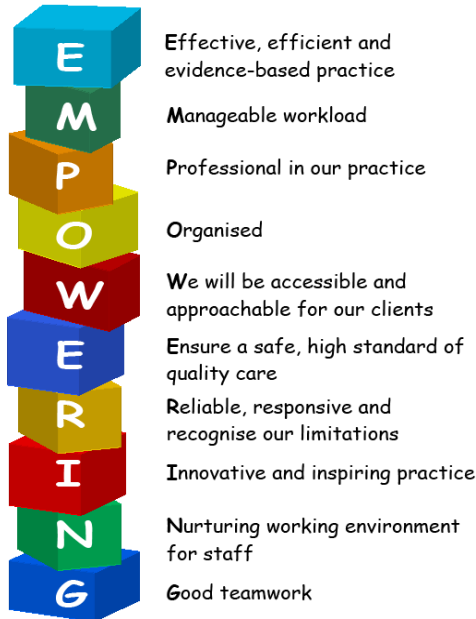 E
Effective, efficient and
evidence-based practice
M
Manageable workload
P
Professional in our practice
O
Organised
W
We will be accessible and
approachable for our clients
E
Ensure a safe, high standard of
quality care
R
Reliable, responsive and
recognise our limitations
I
Innovative and inspiring practice
N
Nurturing working environment
for staff
G
Good teamwork